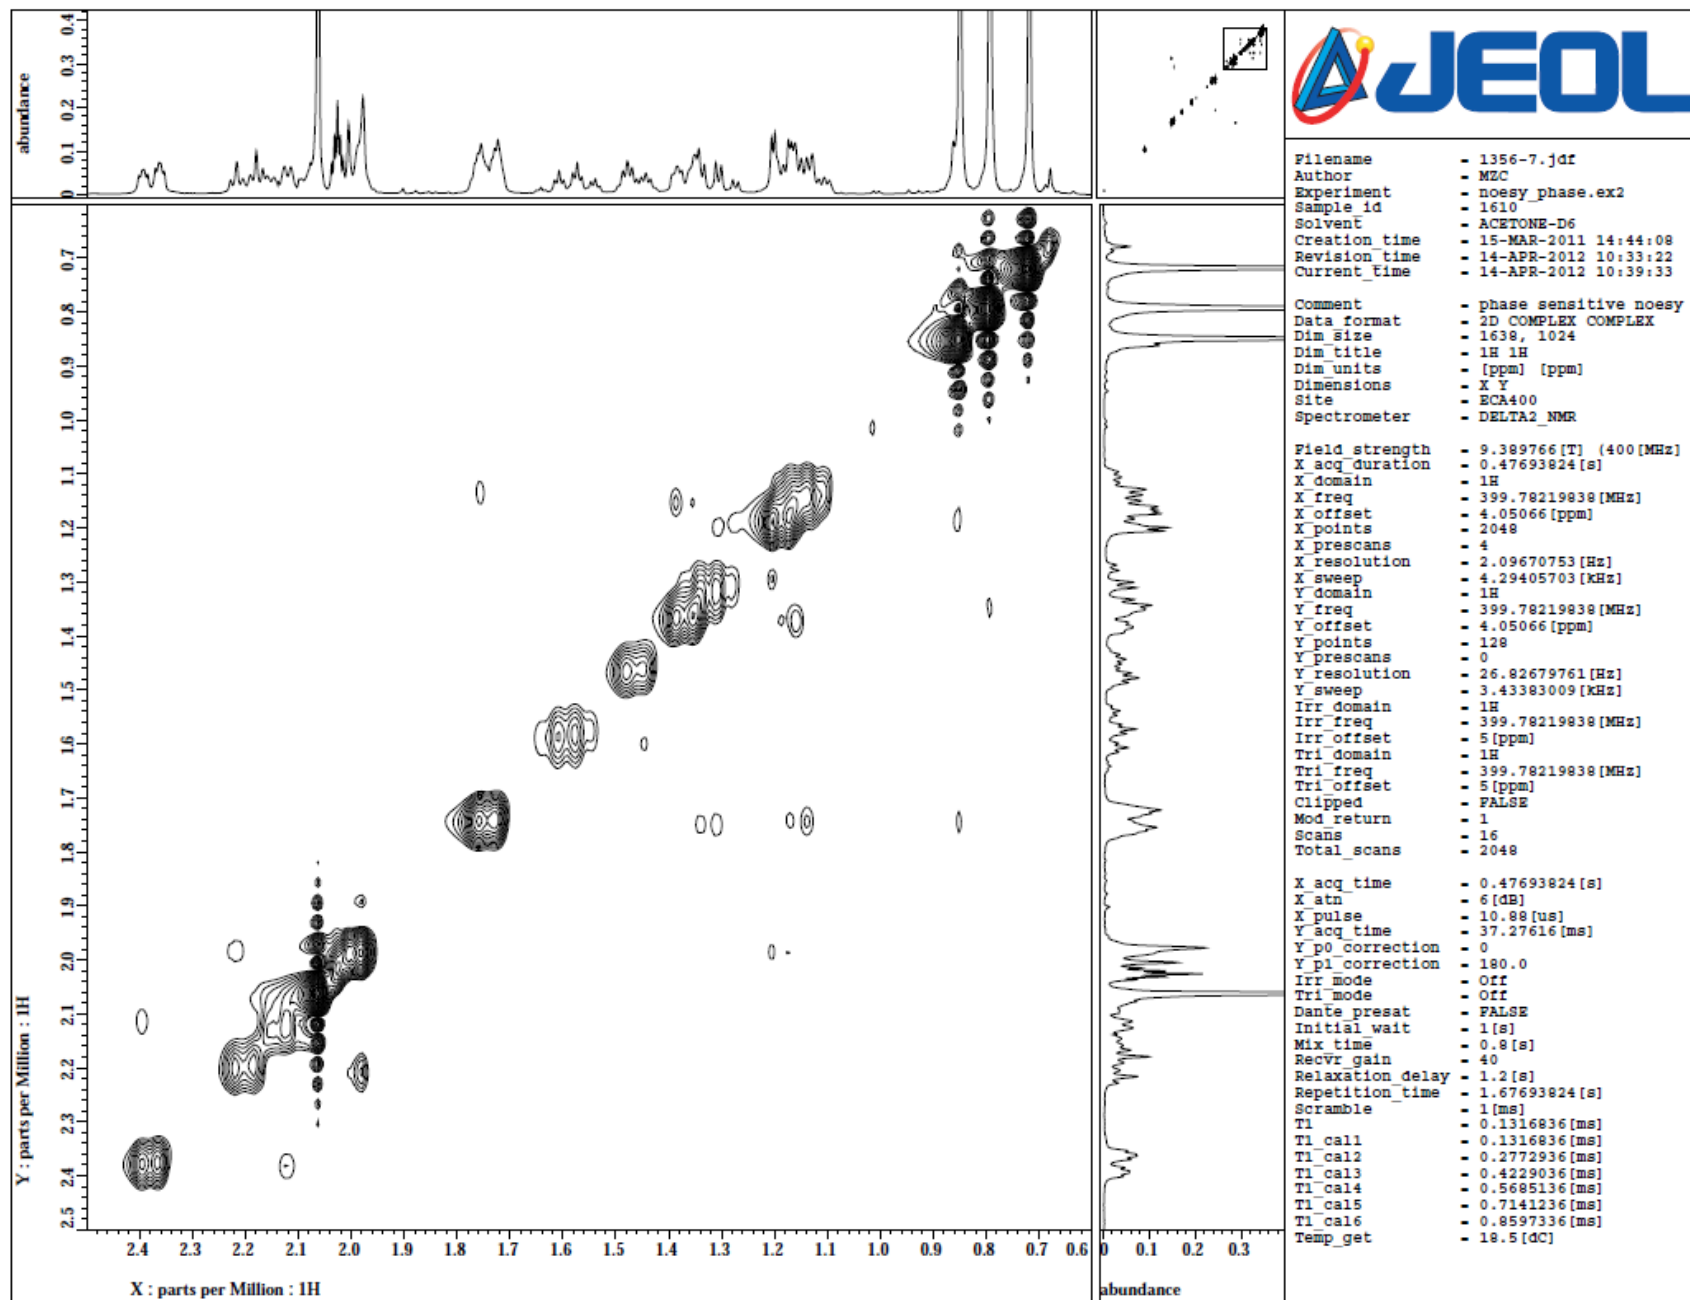 JEOL
abundance
0 0.1 0.2 0.3 0.4
Filename - 1356-7.jdf
Author - MZC
Experiment - noesy_phase.ex2
Sample_id - 1610
Solvent - ACETONE-D6
Creation_time - 15-MAR-2011 14:44:08
Revision_time - 14-APR-2012 10:33:22
Current_time - 14-APR-2012 10:39:33
Comment - phase sensitive noesy
Data_format - 2D COMPLEX COMPLEX
Dim_size - 1638, 1024
Dim_title - 1H 1H
Dim_units - [ppm] [ppm]
Dimensions - X Y
Site - ECA400
Spectrometer - DELTA2_NMR
Field_strength - 9.389766[T] (400[MHz]
X_acq_duration - 0.47693824[s]
X_domain - 1H
X_freq - 399.78219838[MHz]
X_offset - 4.05066[ppm]
X_points - 2048
X_prescans - 4
X_resolution - 2.09670753[Hz]
X_sweep - 4.29405703[kHz]
Y_domain - 1H
Y_freq - 399.78219838[MHz]
Y_offset - 4.05066[ppm]
Y_points - 128
Y_prescans - 0
Y_resolution - 26.82679761[Hz]
Y_sweep - 3.43383009[kHz]
Irr_domain - 1H
Irr_freq - 399.78219838[MHz]
Irr_offset - 5[ppm]
Tri_domain - 1H
Tri_freq - 399.78219838[MHz]
Tri_offset - 5[ppm]
Clipped - FALSE
Mod_return - 1
Scans - 16
Total_scans - 2048
X_acq_time - 0.47693824[s]
X_atn - 6[dB]
X_pulse - 10.88[us]
Y_acq_time - 37.27616[ms]
Y_p0_correction - 0
Y_p1_correction - 180.0
Irr_mode - Off
Tri_mode - Off
Dante_presat - FALSE
Initial_wait - 1[s]
Mix_time - 0.8[s]
Recvr_gain - 40
Relaxation_delay - 1.2[s]
Repetition_time - 1.67693824[s]
Scramble - 1[ms]
T1 - 0.1316836[ms]
T1_cal1 - 0.1316836[ms]
T1_cal2 - 0.2772936[ms]
T1_cal3 - 0.4229036[ms]
T1_cal4 - 0.5685136[ms]
T1_cal5 - 0.7141236[ms]
T1_cal6 - 0.8597336[ms]
Temp_get - 18.5[dC]
Y : parts per Million : 1H
0.7 0.8 0.9 1.0 1.1 1.2 1.3 1.4 1.5 1.6 1.7 1.8 1.9 2.0 2.1 2.2 2.3 2.4 2.5
2.4 2.3 2.2 2.1 2.0 1.9 1.8 1.7 1.6 1.5 1.4 1.3 1.2 1.1 1.0 0.9 0.8 0.7 0.6
0 0.1 0.2 0.3
X : parts per Million : 1H
abundance